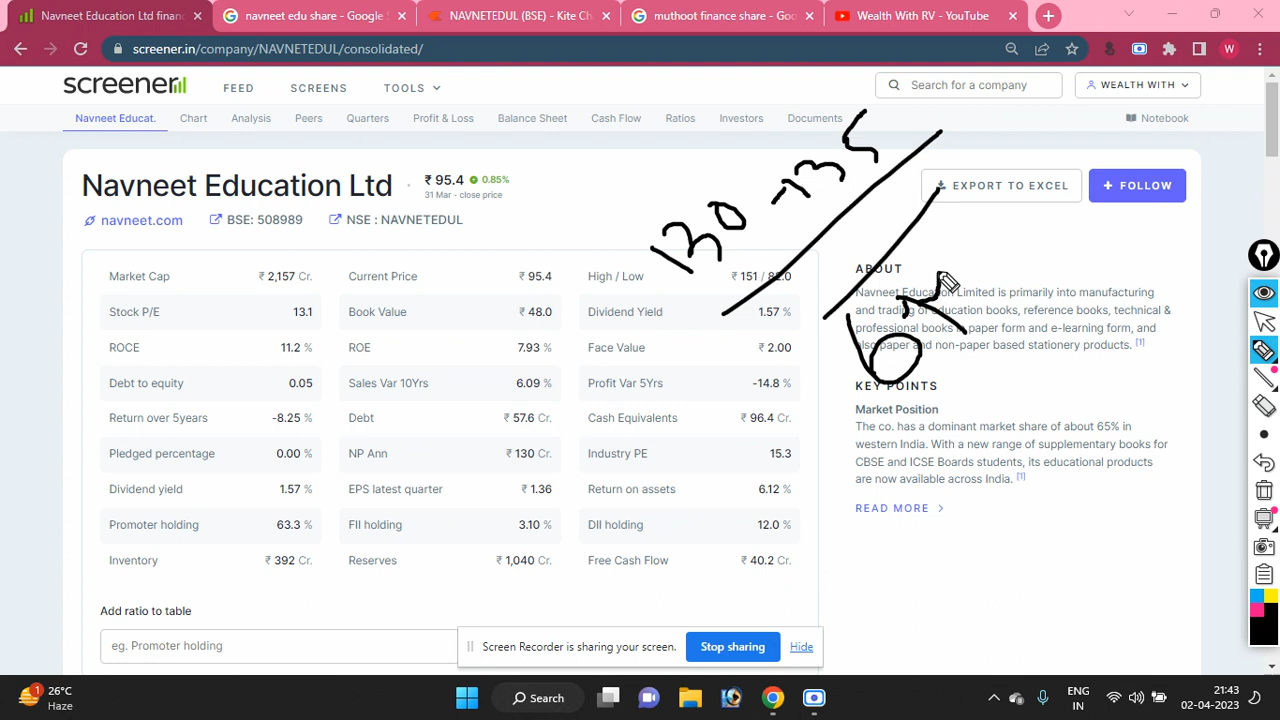 Navneet Education Ltd finan
navneet edu share - Google S
NAVNETEDUL (BSE) - Kite Ch
muthoot finance share - Goo
Wealth With RV - YouTube
screener.in/company/NAVNETEDUL/consolidated/
W
screener
FEED
SCREENS
TOOLS
Search for a company
WEALTH WITH
Navneet Educat.
Chart
Analysis
Peers
Quarters
Profit & Loss
Balance Sheet
Cash Flow
Ratios
Investors
Documents
Notebook
130 - 135
Navneet Education Ltd
₹ 95.4 0.85%
31 Mar - close price
EXPORT TO EXCEL
+ FOLLOW
navneet.com
BSE: 508989
NSE : NAVNETEDUL
Market Cap ₹ 2,157 Cr.
Current Price ₹ 95.4
High / Low ₹ 151 / 82.0
Stock P/E 13.1
Book Value ₹ 48.0
Dividend Yield 1.57 %
ROCE 11.2 %
ROE 7.93 %
Face Value ₹ 2.00
Debt to equity 0.05
Sales Var 10Yrs 6.09 %
Profit Var 5Yrs -14.8 %
Return over 5years -8.25 %
Debt ₹ 57.6 Cr.
Cash Equivalents ₹ 96.4 Cr.
Pledged percentage 0.00 %
NP Ann ₹ 130 Cr.
Industry PE 15.3
Dividend yield 1.57 %
EPS latest quarter ₹ 1.36
Return on assets 6.12 %
Promoter holding 63.3 %
FII holding 3.10 %
DII holding 12.0 %
Inventory ₹ 392 Cr.
Reserves ₹ 1,040 Cr.
Free Cash Flow ₹ 40.2 Cr.
Add ratio to table
eg. Promoter holding
ABOUT
Navneet Education Limited is primarily into manufacturing
and trading of education books, reference books, technical &
professional books in paper form and e-learning form, and
also paper and non-paper based stationery products. [1]
KEY POINTS
Market Position
The co. has a dominant market share of about 65% in
western India. With a new range of supplementary books for
CBSE and ICSE Boards students, its educational products
are now available across India. [1]
READ MORE
Screen Recorder is sharing your screen.
Stop sharing
Hide
1
26°C
Haze
Search
ENG
IN
21:43
02-04-2023